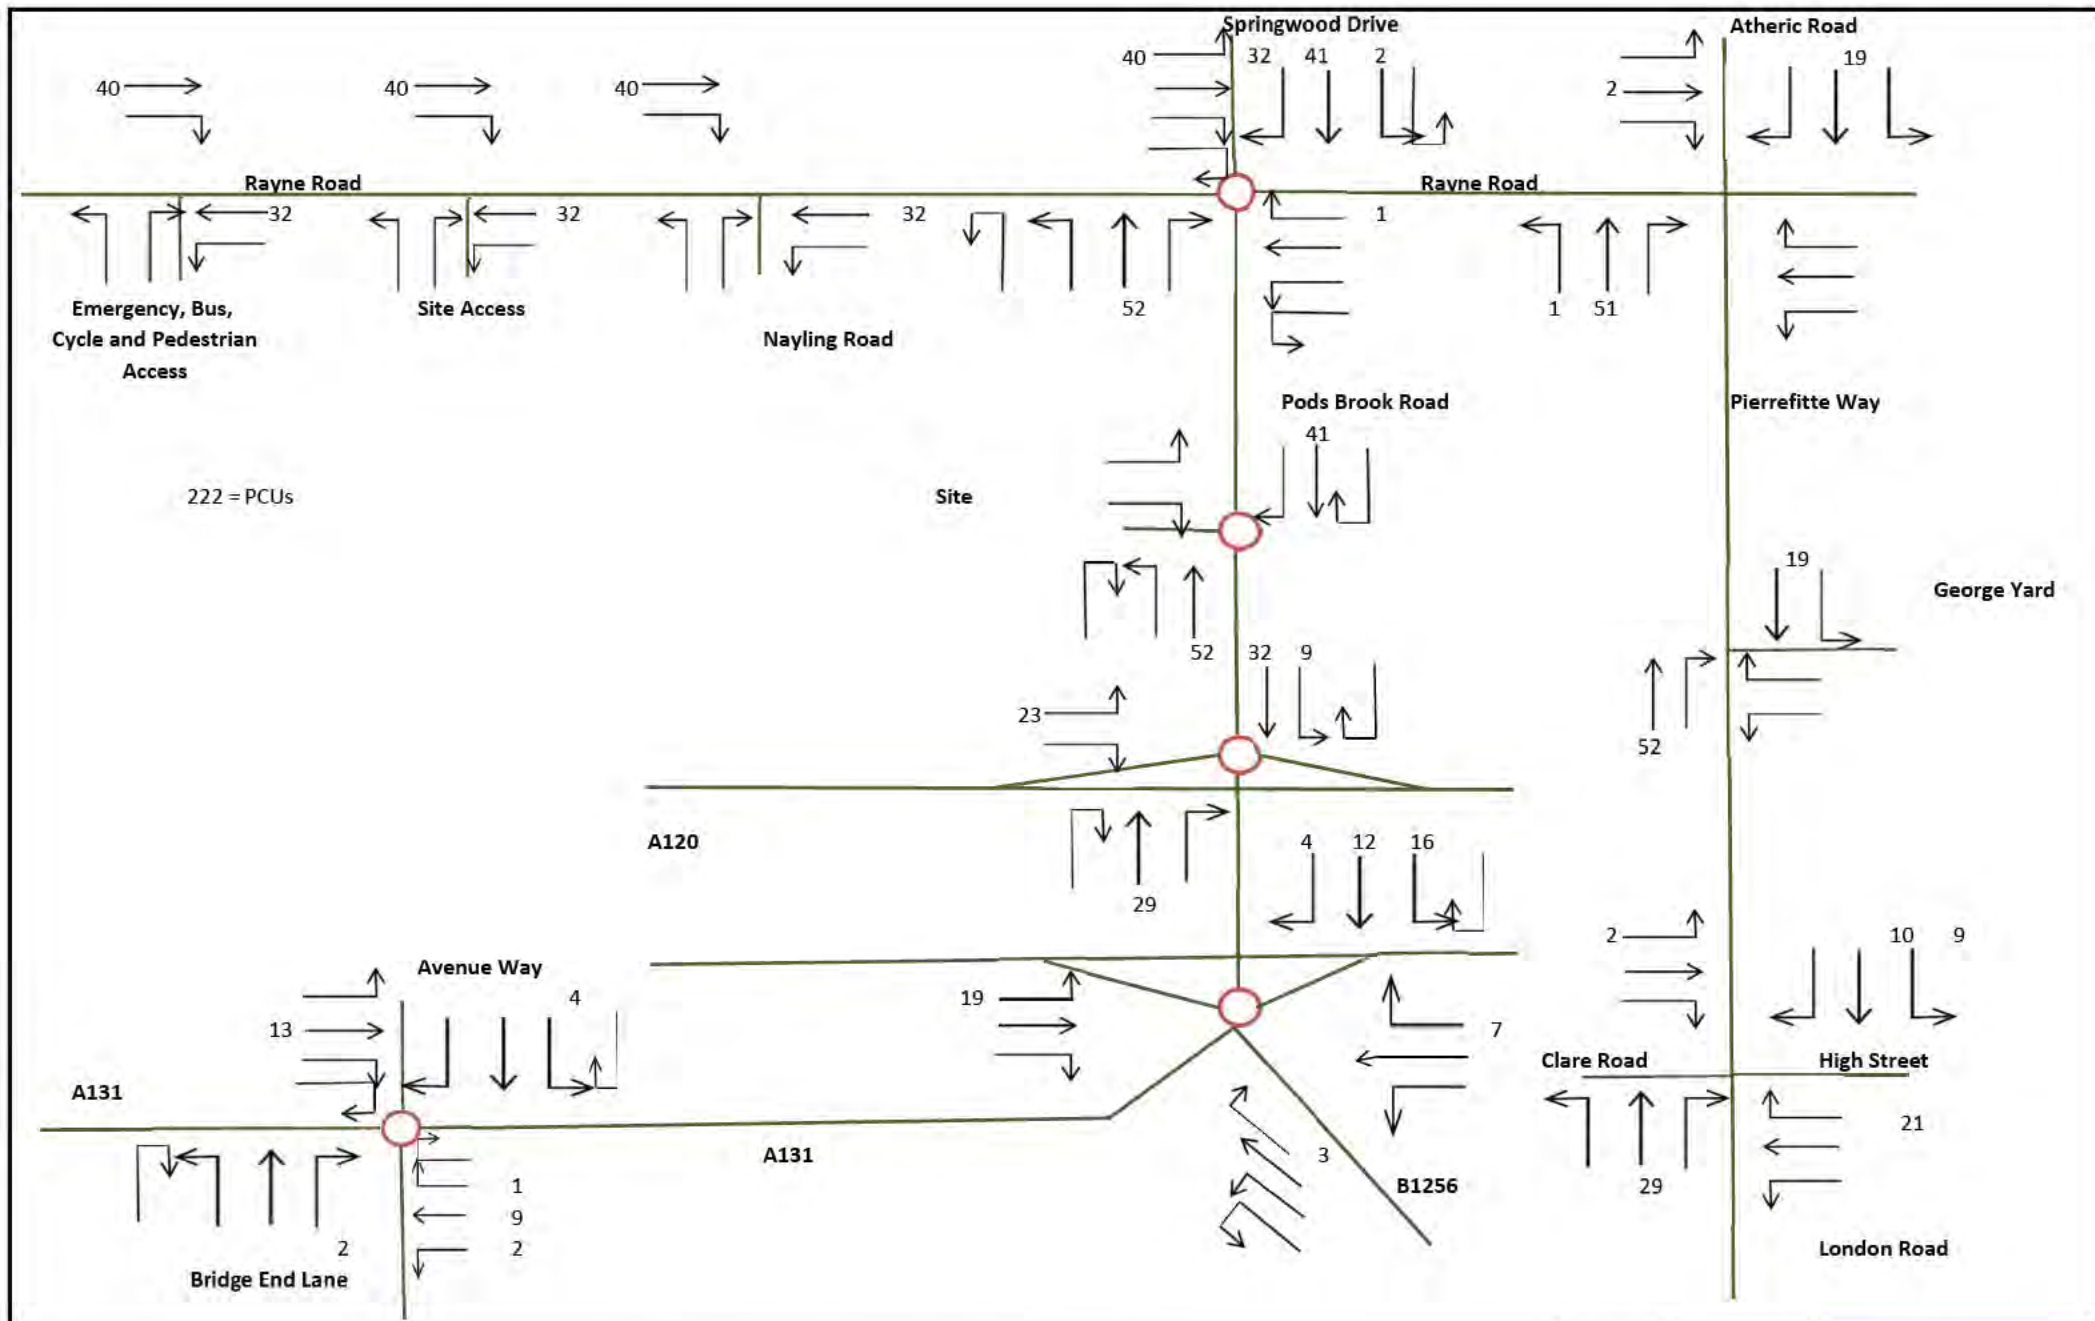 Springwood Drive
Atheric Road
40 32 41 2
19
40 40 40
2
Rayne Road
Rayne Road
32 32 32
1
52
1 51
Emergency, Bus,
Cycle and Pedestrian
Access
Site Access
Nayling Road
Pods Brook Road
Pierrefitte Way
41
222 = PCUs
Site
19
George Yard
52 32 9
23
52
A120
4 12 16
29
2
10 9
Avenue Way
4
19
13
7
Clare Road
High Street
A131
21
A131
3
1
B1256
29
9
2
2
London Road
Bridge End Lane